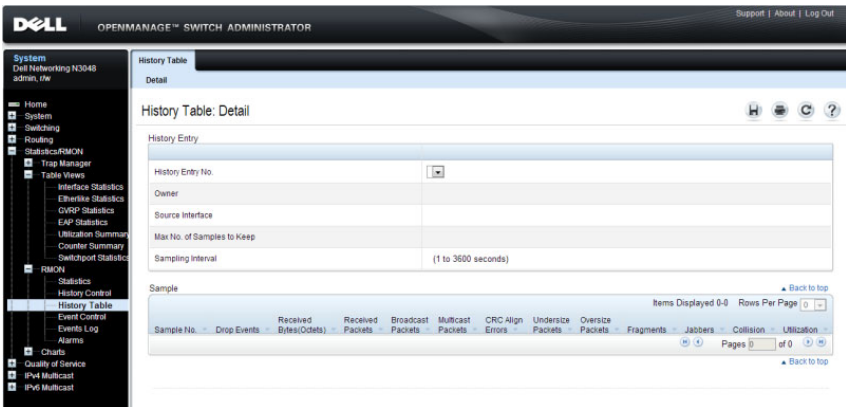 DELL
OPENMANAGE™ SWITCH ADMINISTRATOR
Support | About | Log Out
System
Dell Networking N3048
admin, r/w
Home
System
Switching
Routing
Statistics/RMON
Trap Manager
Table Views
Interface Statistics
Etherlike Statistics
GVRP Statistics
EAP Statistics
Utilization Summary
Counter Summary
Switchport Statistics
RMON
Statistics
History Control
History Table
Event Control
Events Log
Alarms
Charts
Quality of Service
IPv4 Multicast
IPv6 Multicast
History Table
Detail
History Table: Detail
?
History Entry
History Entry No.
Owner
Source Interface
Max No. of Samples to Keep
Sampling Interval (1 to 3600 seconds)
Sample
Back to top
Items Displayed 0-0 Rows Per Page 0
Received Received Broadcast Multicast CRC Align Undersize Oversize
Sample No. Drop Events Bytes(Octets) Packets Packets Packets Errors Packets Packets Fragments Jabbers Collision Utilization
Pages 0 of 0
Back to top